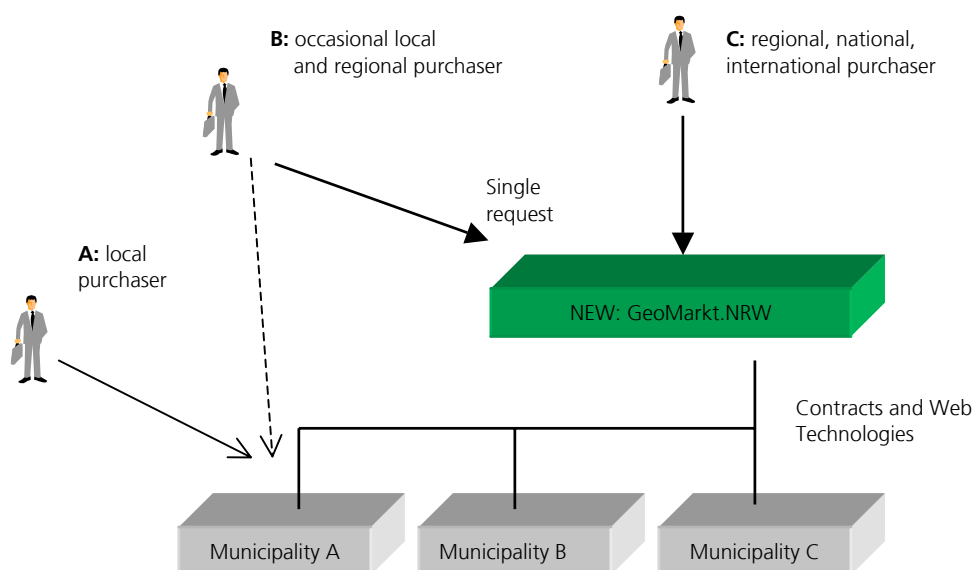 B: occasional local
and regional purchaser
C: regional, national,
international purchaser
Single
request
A: local
purchaser
NEW: GeoMarkt.NRW
Contracts and Web
Technologies
Municipality A
Municipality B
Municipality C